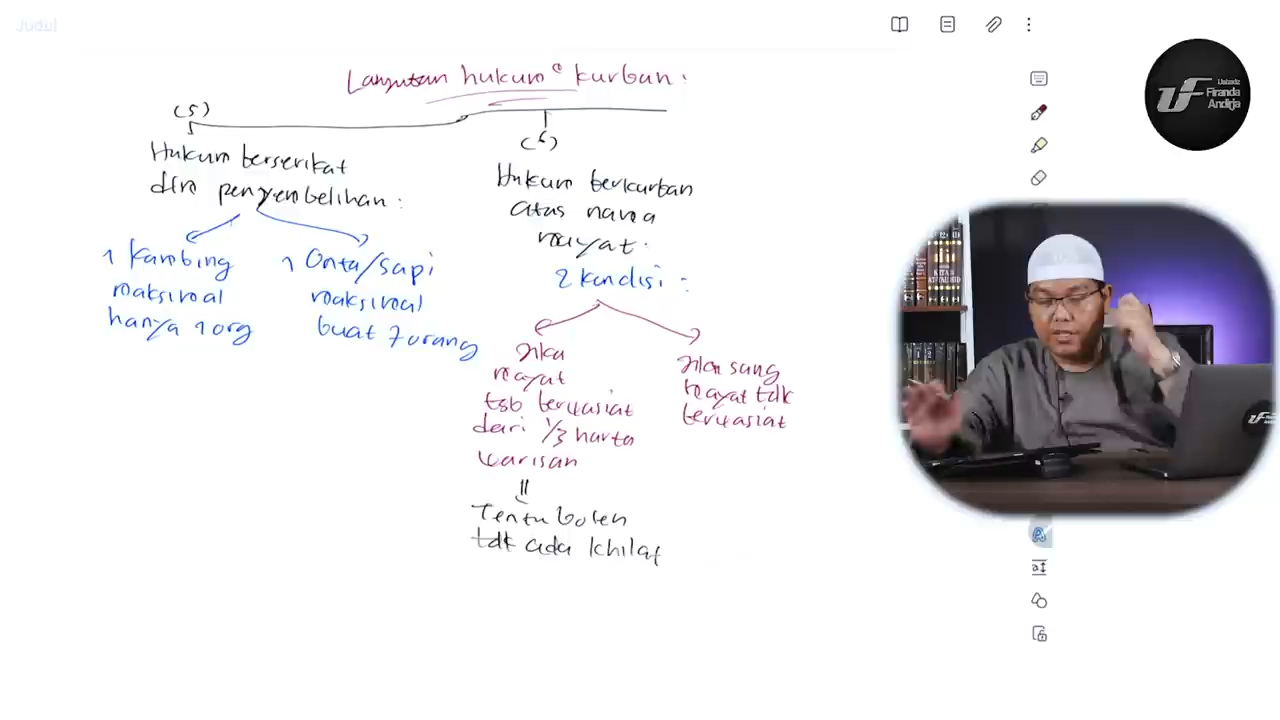 Judul
Lanjutan hukum² kurban :
(5)
Hukum berserikat
dlm penyembelihan :
1 Kambing
maksimal
hanya 1 org
1 Onta/sapi
maksimal
buat 7 orang
(6)
Hukum berkurban
atas nama
mayat.
2 kondisi :
Jika
mayat
tsb berwasiat
dari 1/3 harta
warisan
Tentu boleh
tdk ada khilaf
Jika sang
mayat tdk
berwasiat
Ustadz
Firanda
Andirja